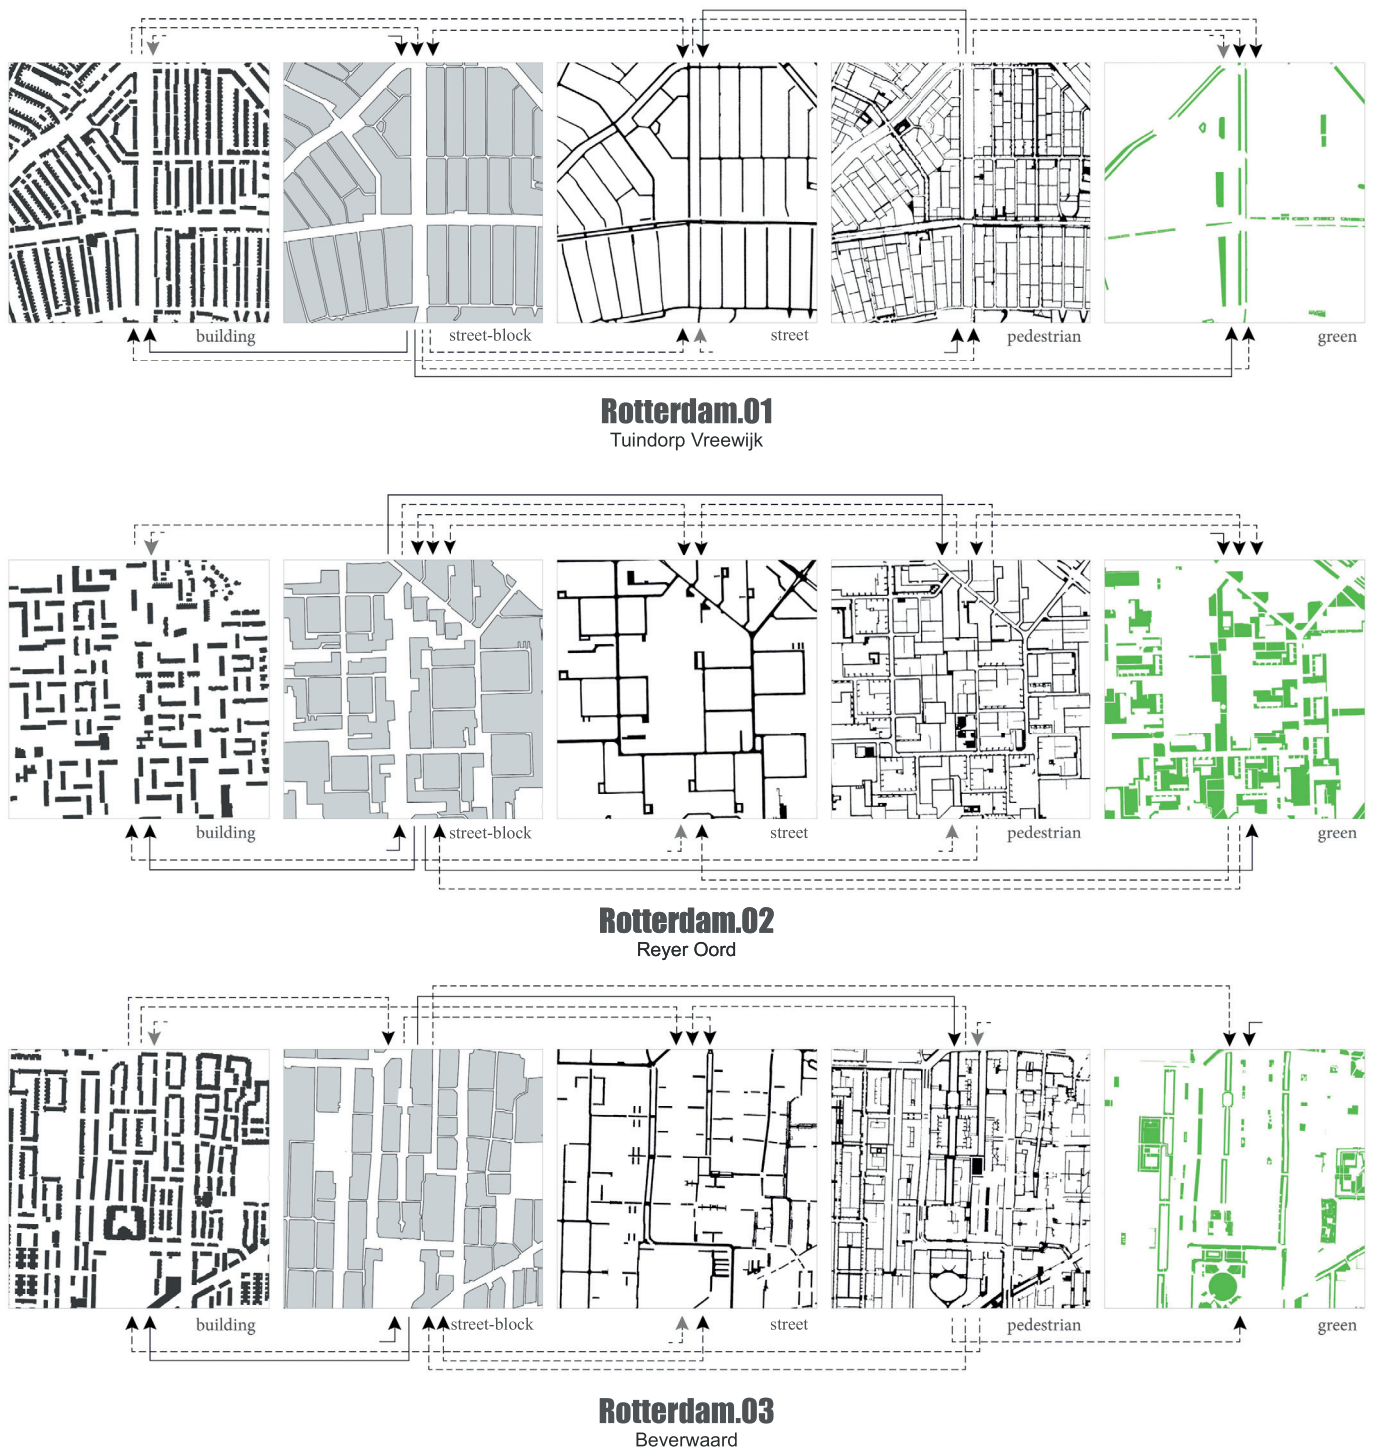 building
street-block
street
pedestrian
green
Rotterdam.01
Tuindorp Vreewijk
building
street-block
street
pedestrian
green
Rotterdam.02
Reyer Oord
building
street-block
street
pedestrian
green
Rotterdam.03
Beverwaard